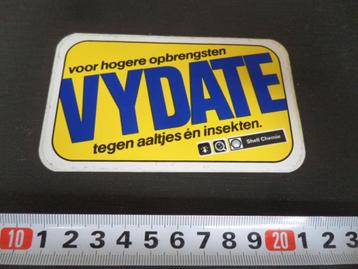 voor hogere opbrengsten
VYDATE
tegen aaltjes én insekten.
Shell Chemie
10 1 2 3 4 5 6 7 8 9 20 1 2 3 4